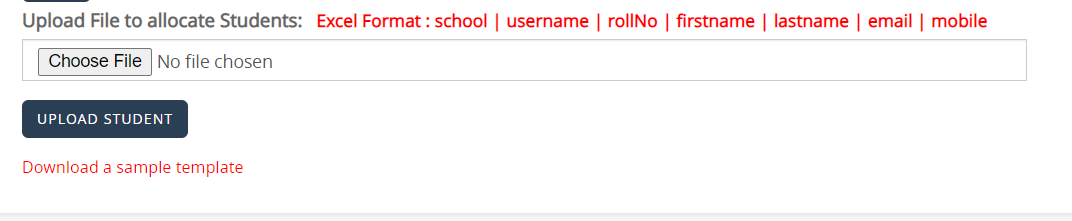 Upload File to allocate Students: Excel Format : school | username | rollNo | firstname | lastname | email | mobile
Choose File No file chosen
UPLOAD STUDENT
Download a sample template